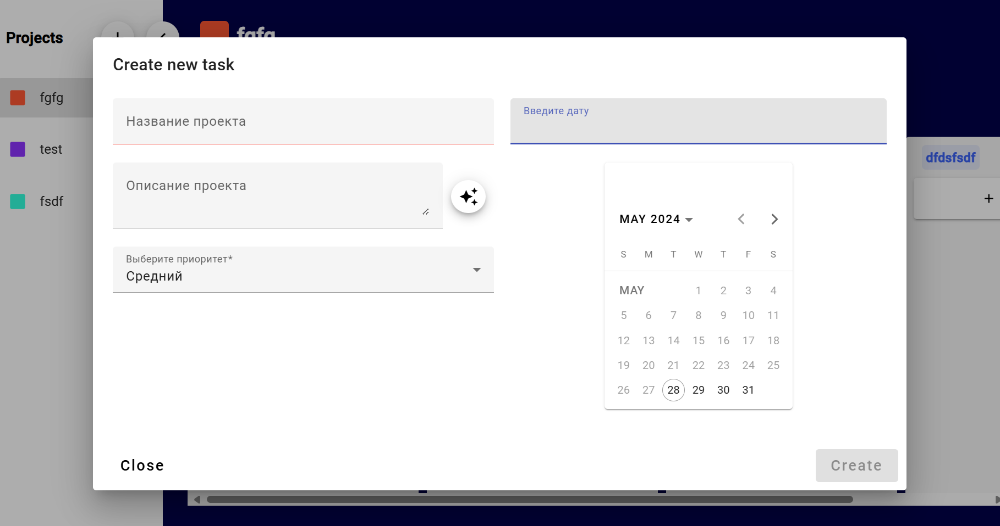 Projects
fgfg
fgfg
test
fsdf
Create new task
Название проекта
Введите дату
Описание проекта
Выберите приоритет*
Средний
MAY 2024
S M T W T F S
MAY 1 2 3 4
5 6 7 8 9 10 11
12 13 14 15 16 17 18
19 20 21 22 23 24 25
26 27 28 29 30 31
dfdsfsdf
+
Close
Create